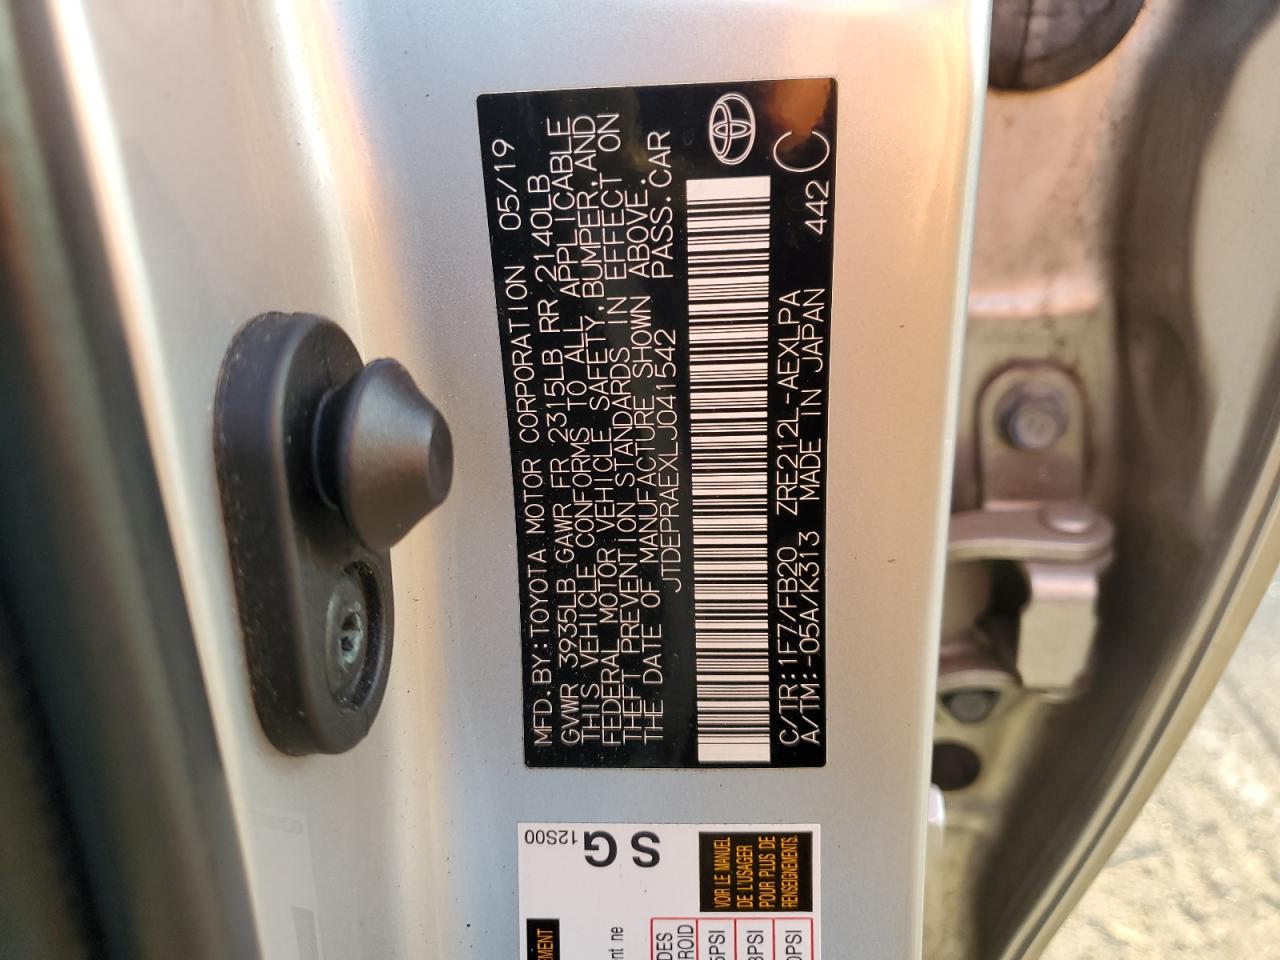 MFD.BY:TOYOTA MOTOR CORPORATION 05/19
GVWR 3935LB GAWR FR 2315LB RR 2140LB
THIS VEHICLE CONFORMS TO ALL APPLICABLE
FEDERAL MOTOR VEHICLE SAFETY,BUMPER,AND
THEFT PREVENTION STANDARDS IN EFFECT ON
THE DATE OF MANUFACTURE SHOWN ABOVE.
JTDEPRAEXLJ041542 PASS.CAR
C/TR:1F7/FB20 ZRE212L-AEXLPA 442 C
A/TM:-05A/K313 MADE IN JAPAN
12S00
S G
VOIR LE MANUEL
DE L'USAGER
POUR PLUS DE
RENSEIGNEMENTS.